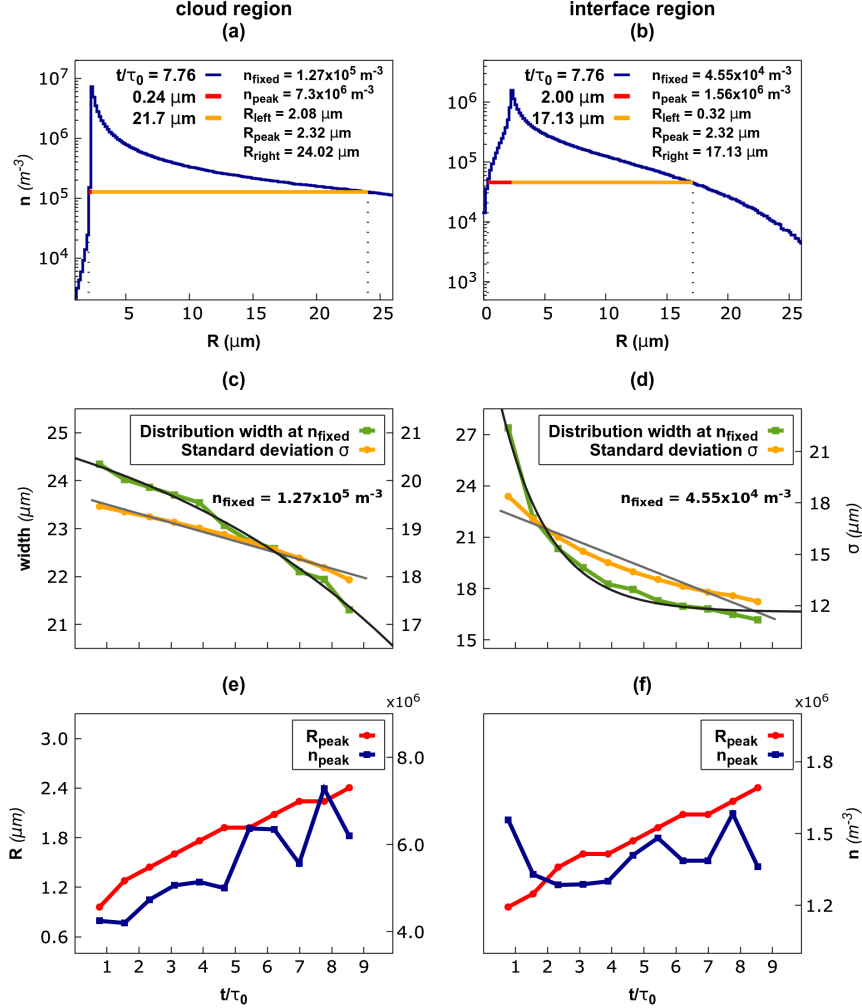 cloud region
interface region
(a)
(b)
t/τ0 = 7.76
0.24 μm
21.7 μm
nfixed = 1.27x10^5 m^-3
npeak = 7.3x10^6 m^-3
Rleft = 2.08 μm
Rpeak = 2.32 μm
Rright = 24.02 μm
10^7
10^6
10^5
10^4
n (m^-3)
5
10
15
20
25
R (μm)
t/τ0 = 7.76
2.00 μm
17.13 μm
nfixed = 4.55x10^4 m^-3
npeak = 1.56x10^6 m^-3
Rleft = 0.32 μm
Rpeak = 2.32 μm
Rright = 17.13 μm
10^6
10^5
10^4
10^3
0
5
10
15
20
25
R (μm)
(c)
(d)
Distribution width at nfixed
Standard deviation σ
nfixed = 1.27x10^5 m^-3
25
24
23
22
21
width (μm)
21
20
19
18
17
Distribution width at nfixed
Standard deviation σ
nfixed = 4.55x10^4 m^-3
27
24
21
18
15
21
18
15
12
σ (μm)
(e)
(f)
x10^6
x10^6
Rpeak
npeak
3.0
2.4
1.8
1.2
0.6
R (μm)
8.0
6.0
4.0
1
2
3
4
5
6
7
8
9
t/τ0
Rpeak
npeak
1.8
1.5
1.2
n (m^-3)
1
2
3
4
5
6
7
8
9
t/τ0